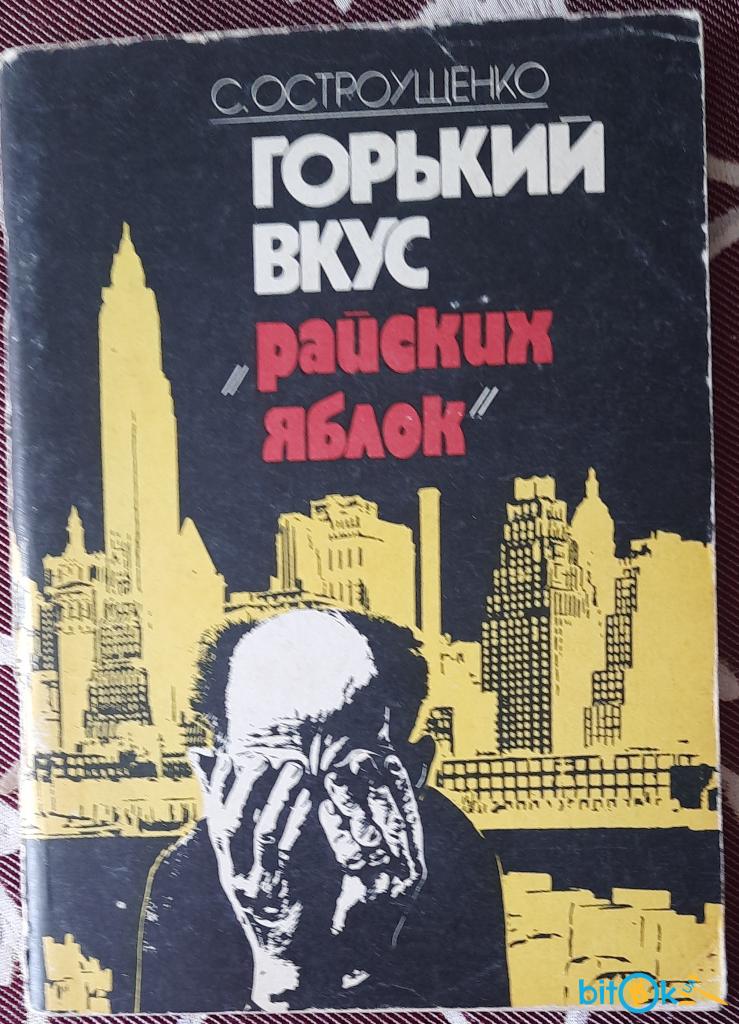 С. ОСТРОУЩЕНКО
ГОРЬКИЙ
ВКУС
„райских
яблок"
bitOk